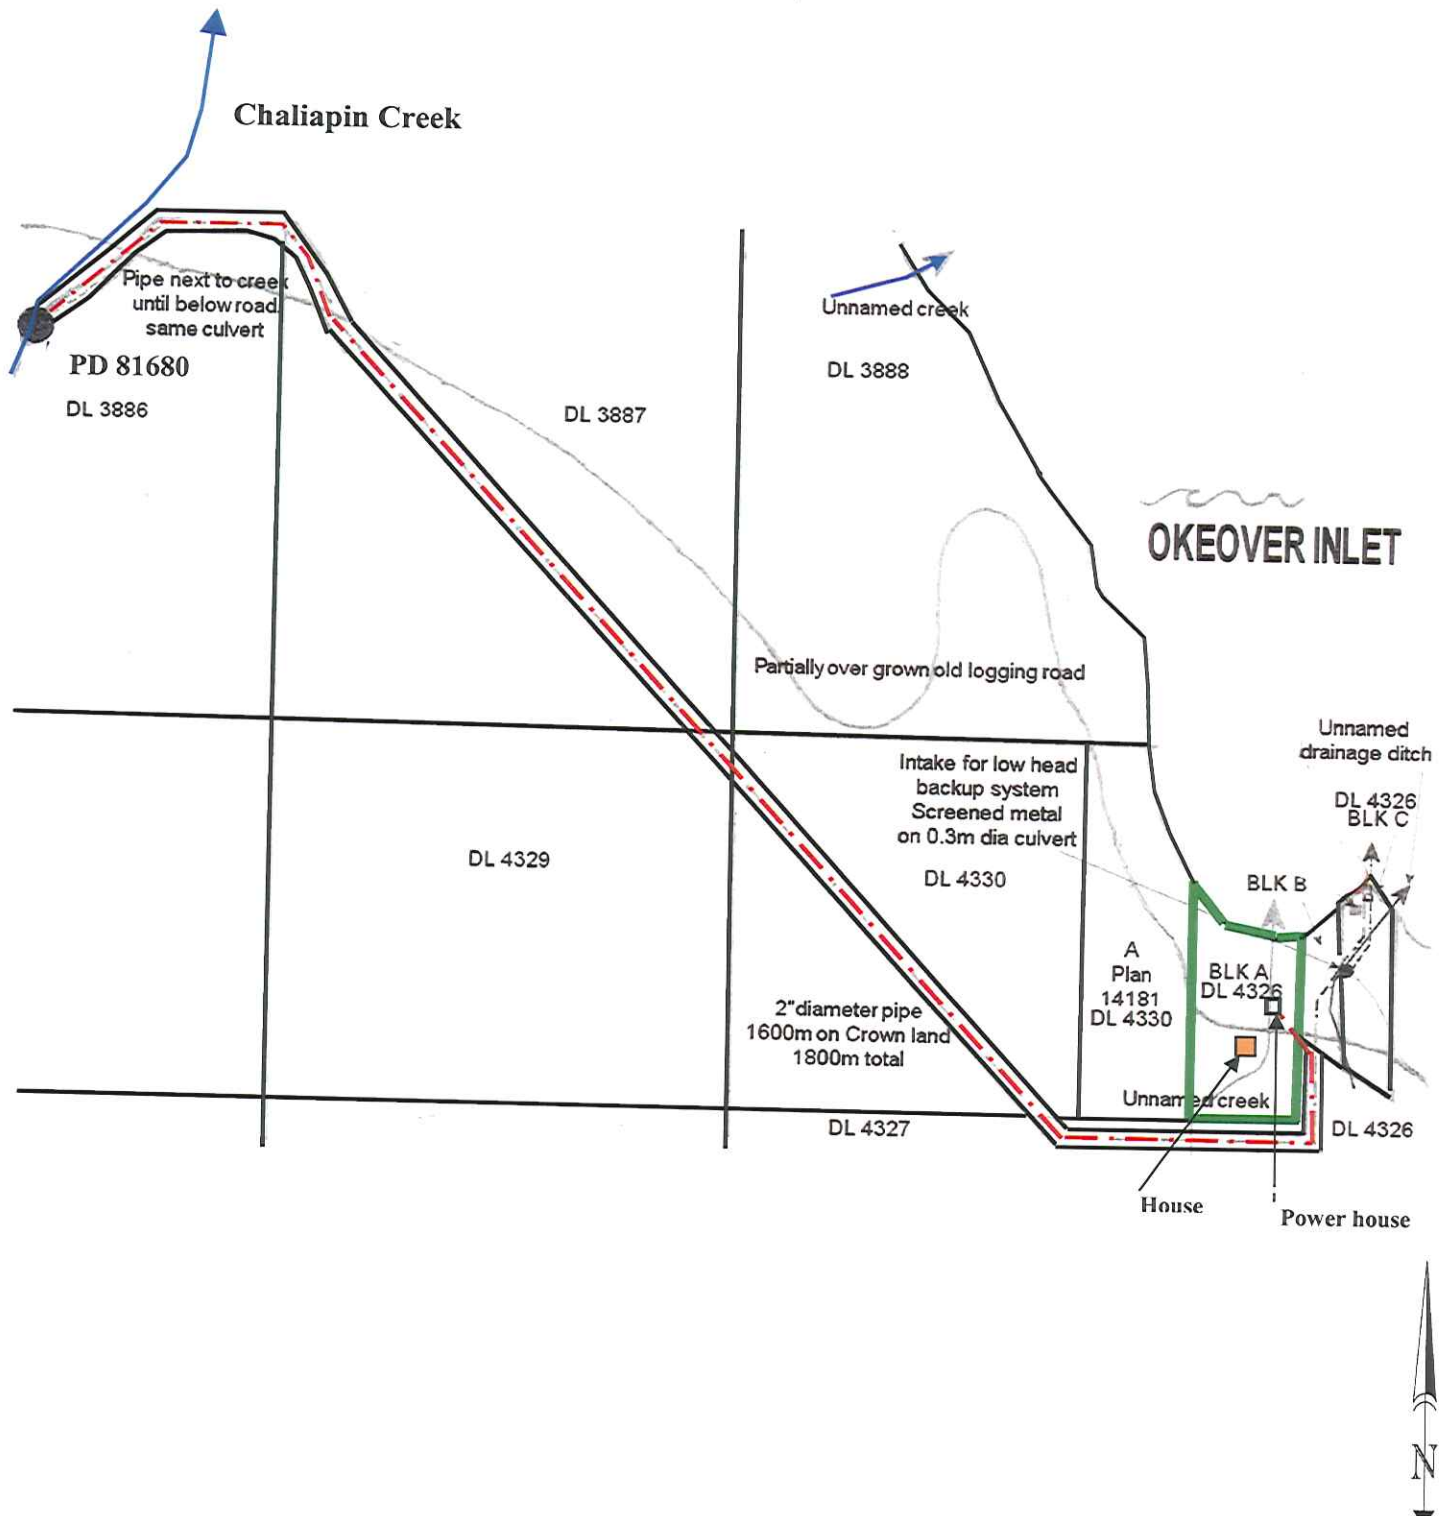 Chaliapin Creek
Pipe next to creek
until below road
same culvert
PD 81680
DL 3886
DL 3887
Unnamed creek
DL 3888
OKEOVER INLET
Partially over grown old logging road
Unnamed
drainage ditch
DL 4326
BLK C
Intake for low head
backup system
Screened metal
on 0.3m dia culvert
DL 4330
DL 4329
BLK B
A
Plan
14181
DL 4330
BLK A
DL 4326
2"diameter pipe
1600m on Crown land
1800m total
Unnamed creek
DL 4327
DL 4326
House
Power house
N